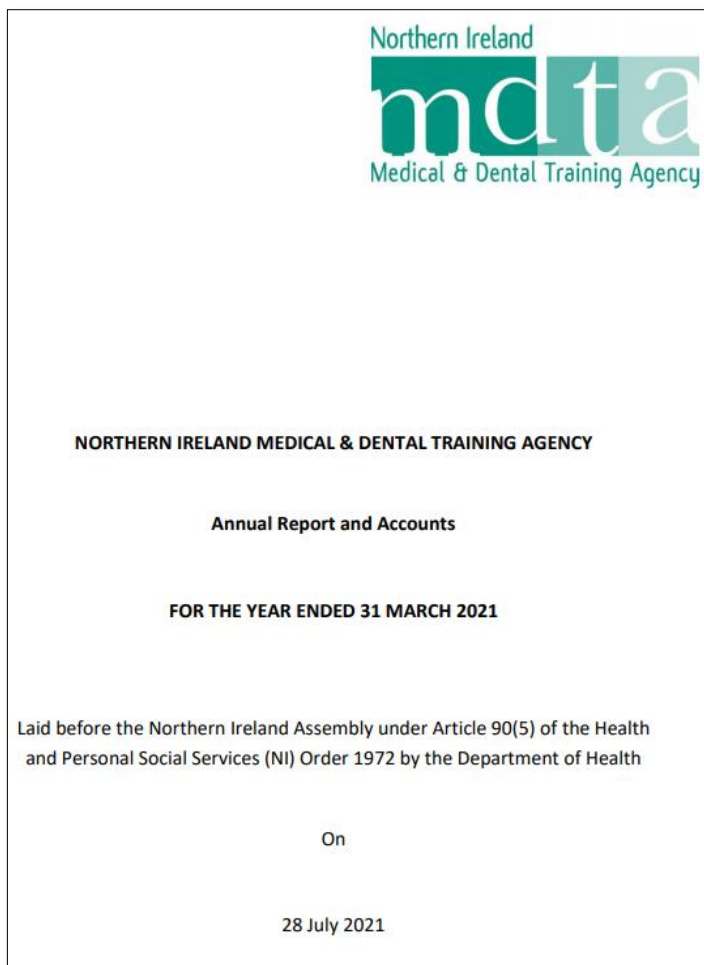 Northern Ireland
mdta
Medical & Dental Training Agency
NORTHERN IRELAND MEDICAL & DENTAL TRAINING AGENCY
Annual Report and Accounts
FOR THE YEAR ENDED 31 MARCH 2021
Laid before the Northern Ireland Assembly under Article 90(5) of the Health
and Personal Social Services (NI) Order 1972 by the Department of Health
On
28 July 2021